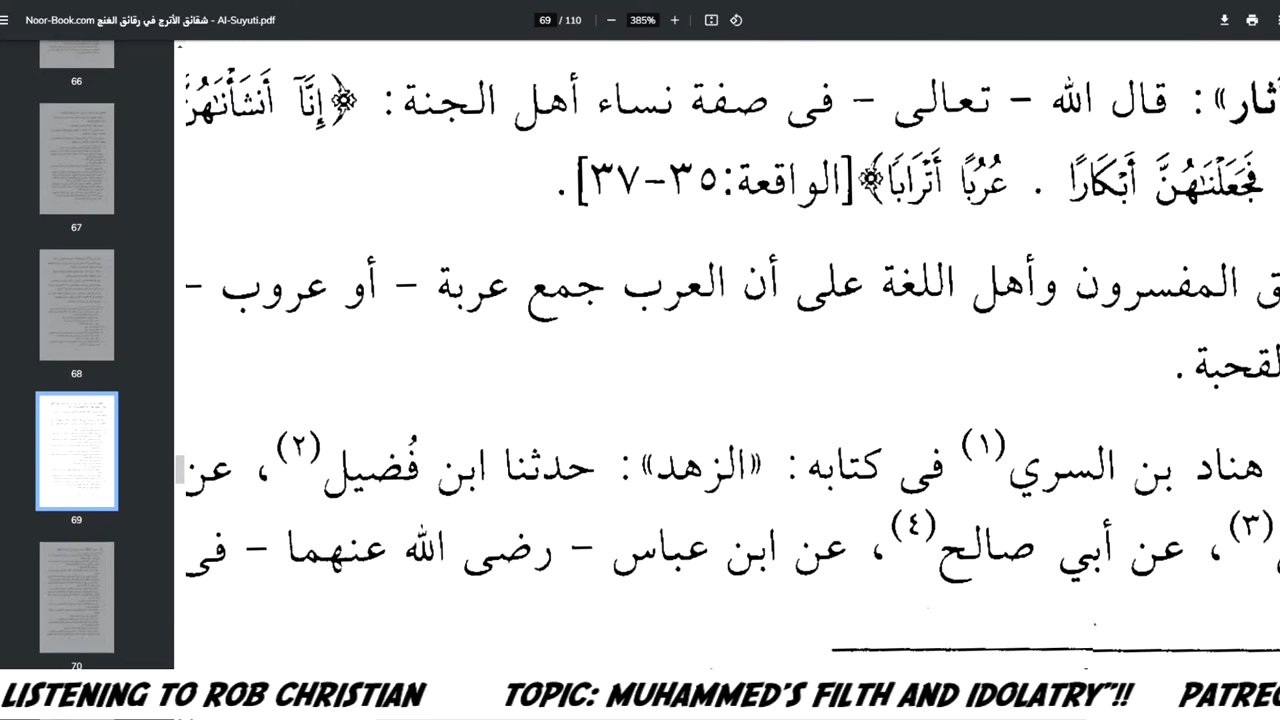 Noor-Book.com شقائق الأترج في رقائق الغنج - Al-Suyuti.pdf
69 / 110
385%
66
67
68
69
70
ثار» : قال الله – تعالى – فى صفة نساء أهل الجنة : ﴿إِنَّآ أَنشَأْنَٰهُنَّ
فَجَعَلْنَٰهُنَّ أَبْكَارًا . عُرُبًا أَتْرَابًا﴾[الواقعة:٣٥–٣٧] .
ق المفسرون وأهل اللغة على أن العرب جمع عربة – أو عروب –
لقحبة .
هناد بن السري(١) فى كتابه : «الزهد» : حدثنا ابن فُضيل(٢)، عن
(٣)، عن أبي صالح(٤)، عن ابن عباس – رضى الله عنهما – فى
LISTENING TO ROB CHRISTIAN TOPIC: MUHAMMED'S FILTH AND IDOLATRY"!! PATREO